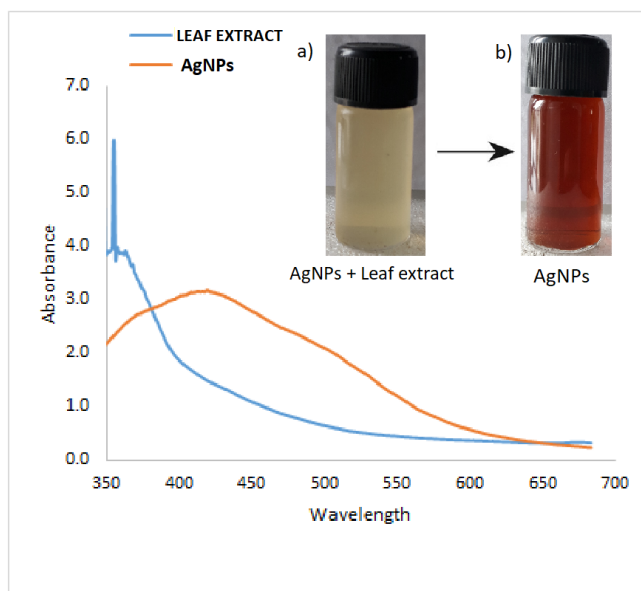 LEAF EXTRACT
AgNPs
a)
b)
AgNPs + Leaf extract
AgNPs
Absorbance
7.0
6.0
5.0
4.0
3.0
2.0
1.0
0.0
350 400 450 500 550 600 650 700
Wavelength